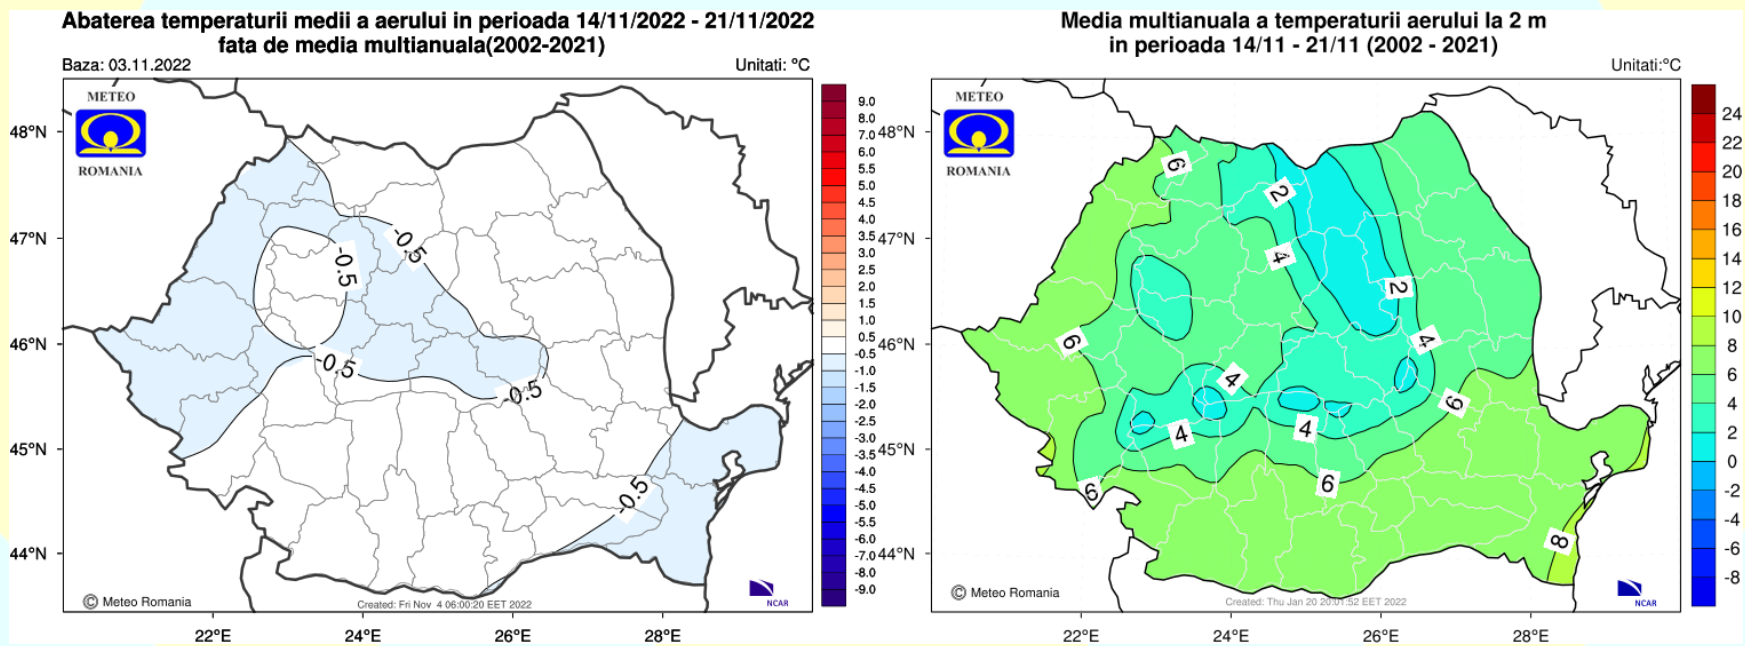 Abaterea temperaturii medii a aerului in perioada 14/11/2022 - 21/11/2022
fata de media multianuala(2002-2021)
Baza: 03.11.2022
Unitati: °C
METEO
ROMANIA
48°N
47°N
46°N
45°N
44°N
22°E
24°E
26°E
28°E
-0.5
-0.5
-0.5
-0.5
-0.5
9.0
8.0
7.0
6.0
5.5
5.0
4.5
4.0
3.5
3.0
2.5
2.0
1.5
1.0
0.5
-0.5
-1.0
-1.5
-2.0
-2.5
-3.0
-3.5
-4.0
-4.5
-5.0
-5.5
-6.0
-7.0
-8.0
-9.0
© Meteo Romania
Created: Fri Nov 4 06:00:20 EET 2022
NCAR
Media multianuala a temperaturii aerului la 2 m
in perioada 14/11 - 21/11 (2002 - 2021)
Unitati:°C
METEO
ROMANIA
48°N
47°N
46°N
45°N
44°N
22°E
24°E
26°E
28°E
6
2
4
2
6
4
4
6
4
4
6
6
8
24
22
20
18
16
14
12
10
8
6
4
2
0
-2
-4
-6
-8
© Meteo Romania
Created: Thu Jan 20 20:01:52 EET 2022
NCAR